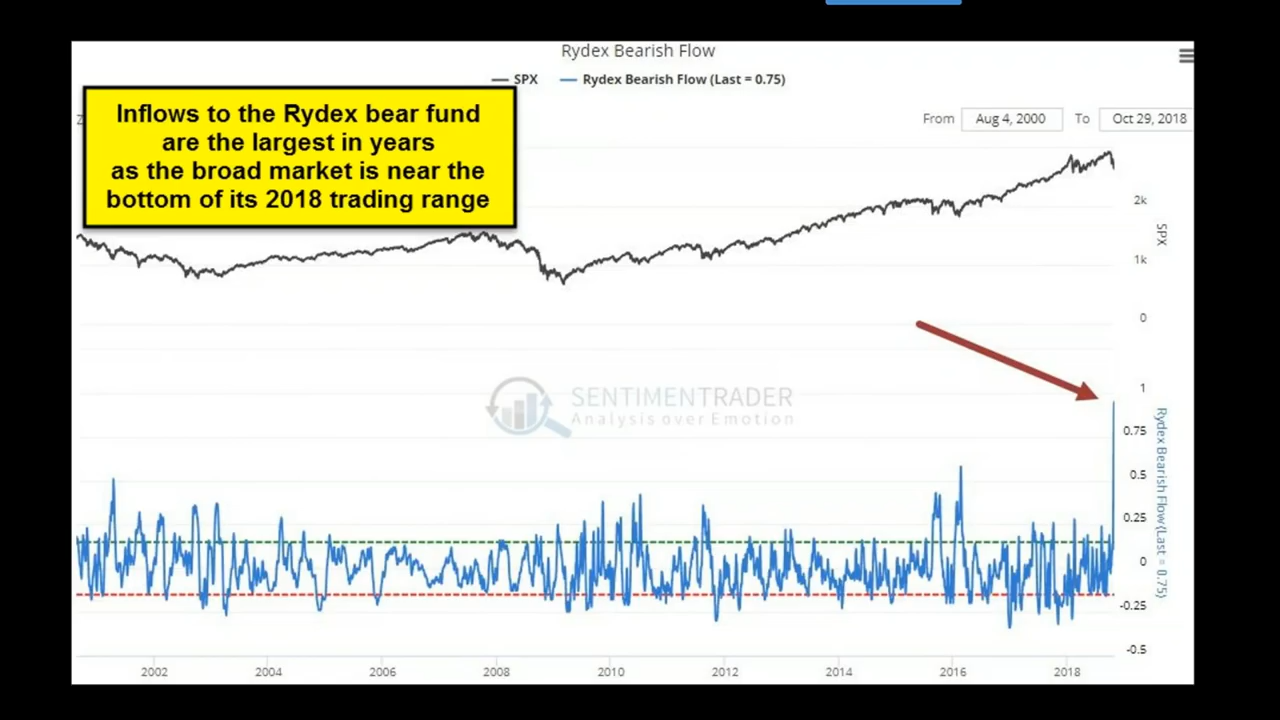 Rydex Bearish Flow
SPX Rydex Bearish Flow (Last = 0.75)
Inflows to the Rydex bear fund
are the largest in years
as the broad market is near the
bottom of its 2018 trading range
Z
From Aug 4, 2000 To Oct 29, 2018
2k
1k
0
SPX
SENTIMENTRADER
Analysis over Emotion
1
0.75
0.5
0.25
0
-0.25
-0.5
Rydex Bearish Flow (Last = 0.75)
2002 2004 2006 2008 2010 2012 2014 2016 2018